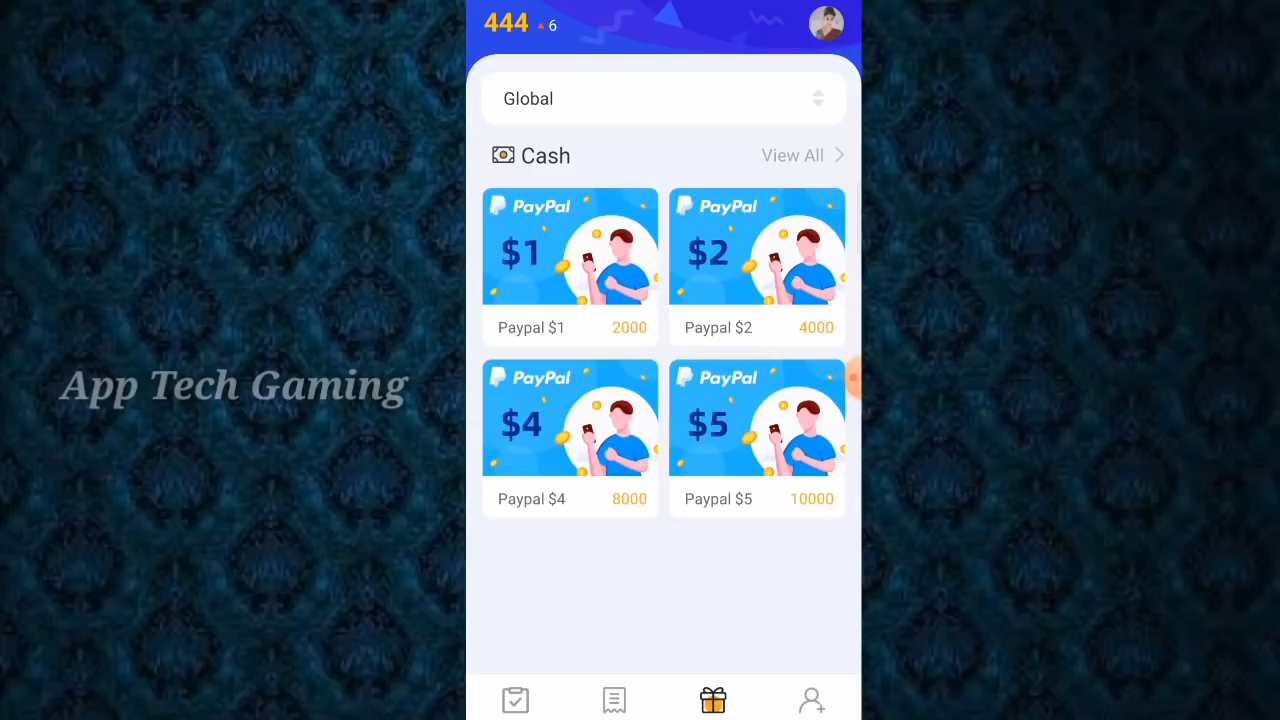 444 6
Global
Cash View All
PayPal
$1
PayPal
$2
Paypal $1 2000
Paypal $2 4000
PayPal
$4
PayPal
$5
Paypal $4 8000
Paypal $5 10000
App Tech Gaming